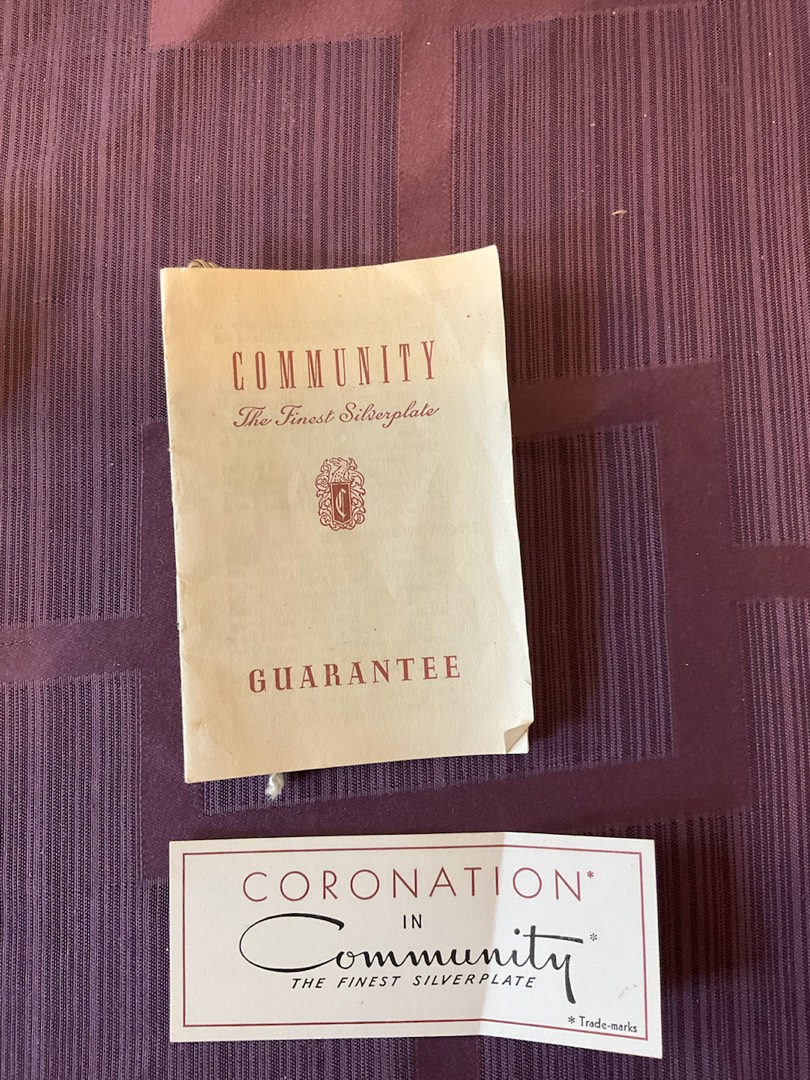 COMMUNITY
The Finest Silverplate
C
GUARANTEE
CORONATION*
IN
Community*
THE FINEST SILVERPLATE
* Trade-marks